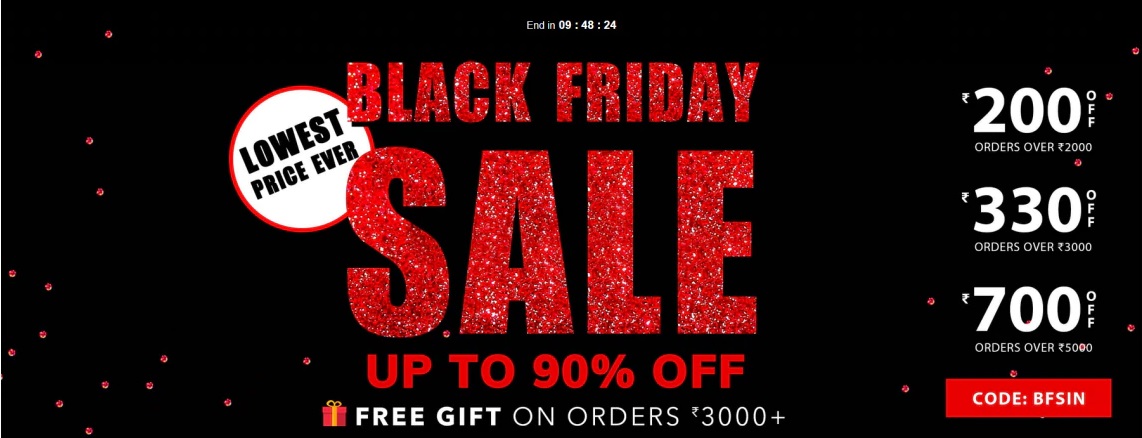 End in 09 : 48 : 24
LOWEST
PRICE EVER
BLACK FRIDAY
SALE
UP TO 90% OFF
FREE GIFT ON ORDERS ₹3000+
₹200 OFF
ORDERS OVER ₹2000
₹330 OFF
ORDERS OVER ₹3000
₹700 OFF
ORDERS OVER ₹5000
CODE: BFSIN